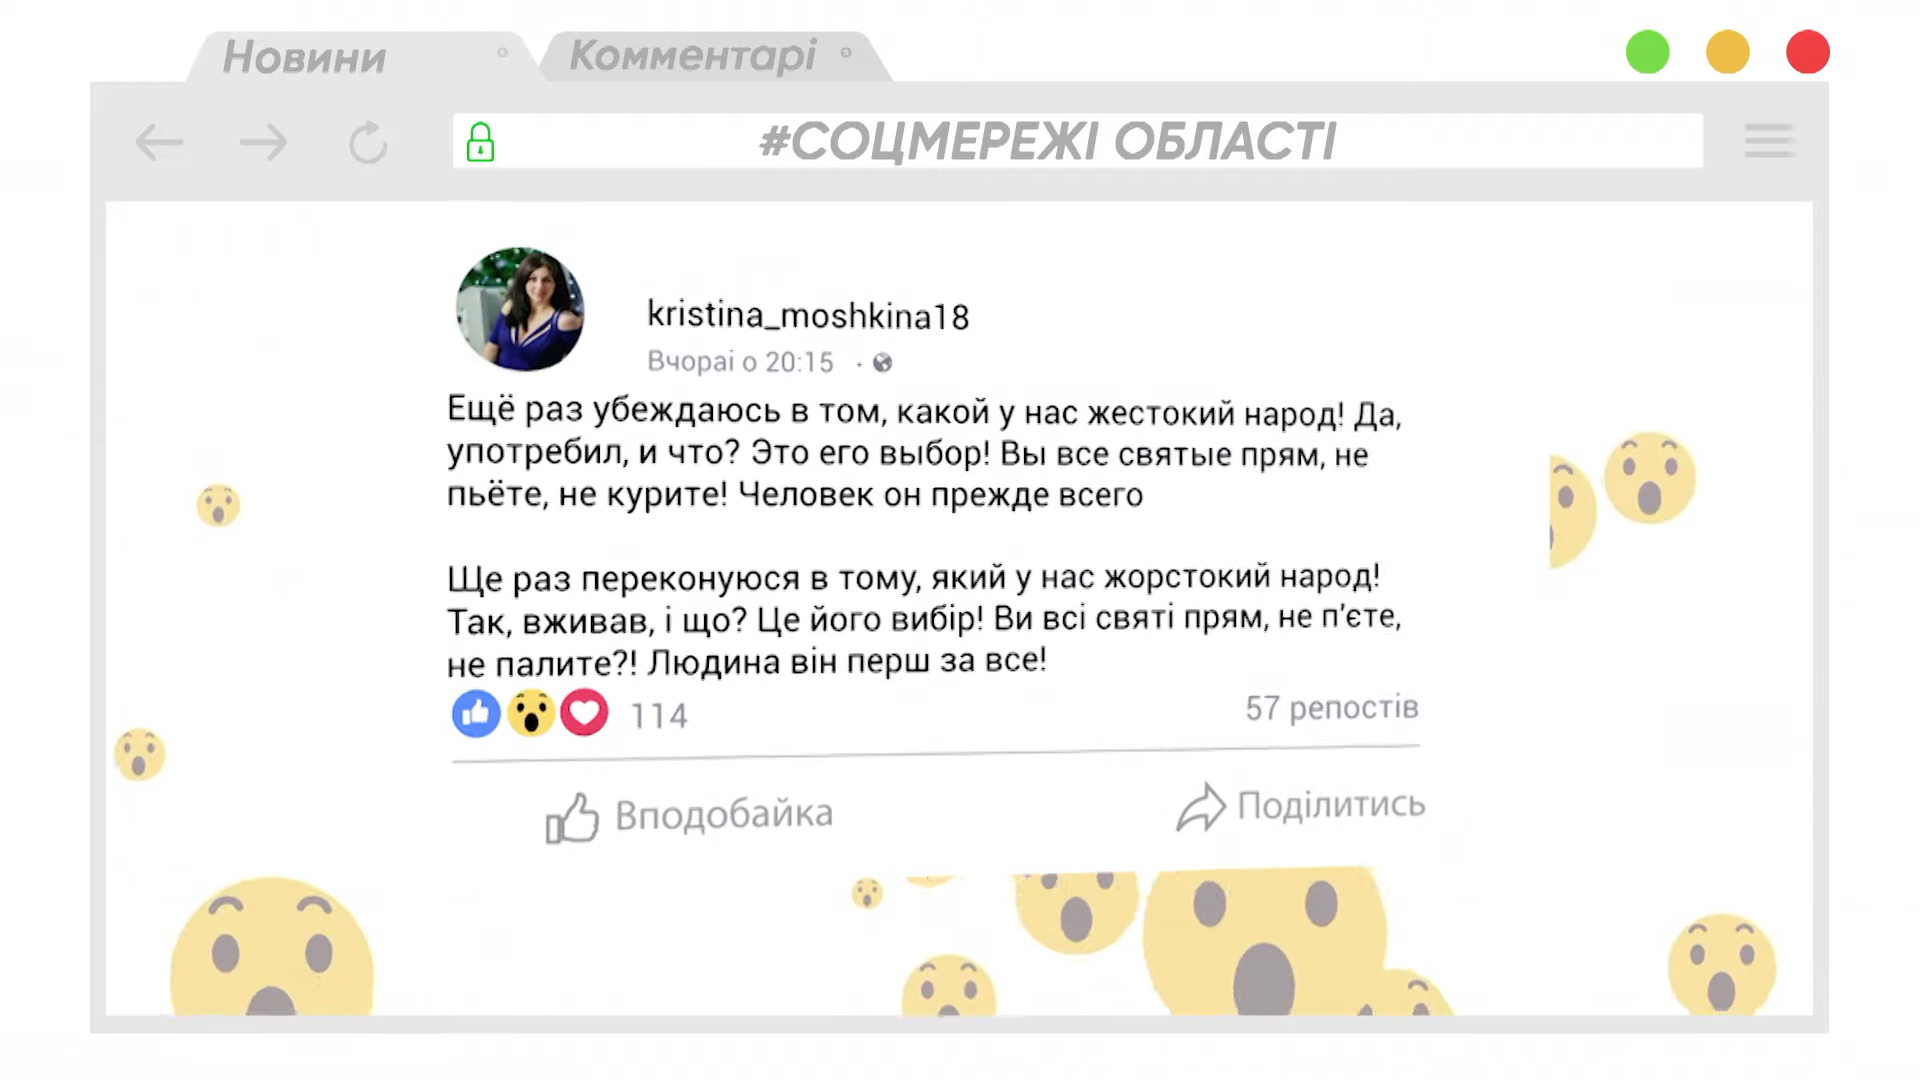 Новини
Комментарі
#СОЦМЕРЕЖІ ОБЛАСТІ
kristina_moshkina18
Вчораі о 20:15
Ещё раз убеждаюсь в том, какой у нас жестокий народ! Да,
употребил, и что? Это его выбор! Вы все святые прям, не
пьёте, не курите! Человек он прежде всего
Ще раз переконуюся в тому, який у нас жорстокий народ!
Так, вживав, і що? Це його вибір! Ви всі святі прям, не п'єте,
не палите?! Людина він перш за все!
114
57 репостів
Вподобайка
Поділитись